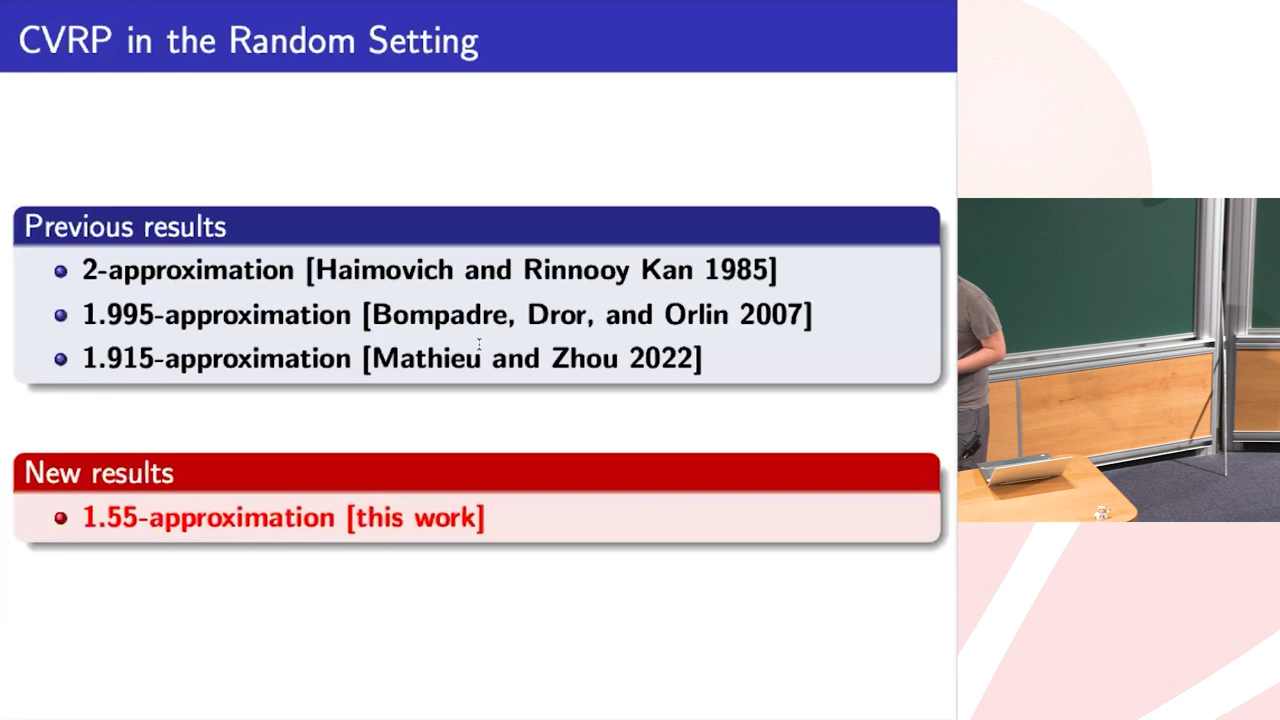 CVRP in the Random Setting
Previous results
2-approximation [Haimovich and Rinnooy Kan 1985]
1.995-approximation [Bompadre, Dror, and Orlin 2007]
1.915-approximation [Mathieu and Zhou 2022]
New results
1.55-approximation [this work]